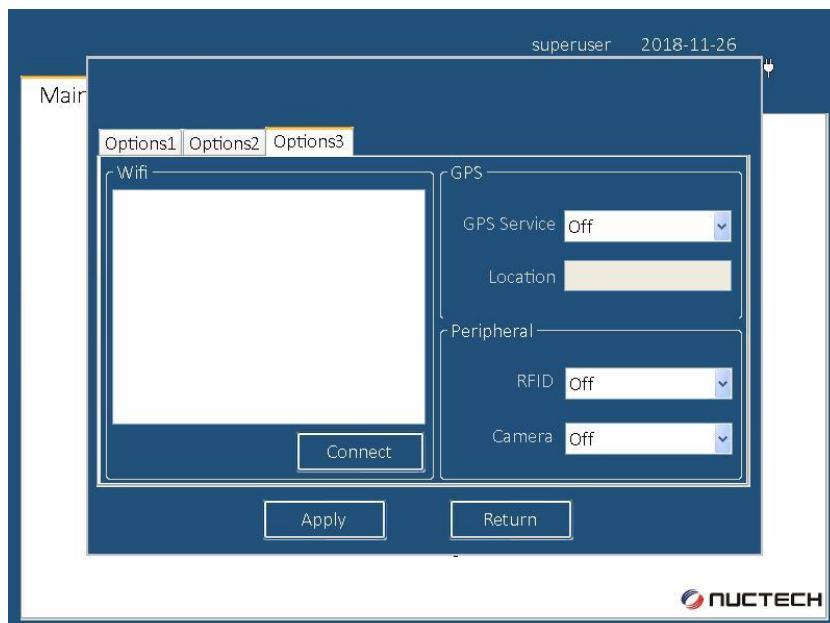 superuser 2018-11-26
Mair
Options1 Options2 Options3
Wifi
GPS
GPS Service Off
Location
Peripheral
RFID Off
Camera Off
Connect
Apply Return
NUCTECH